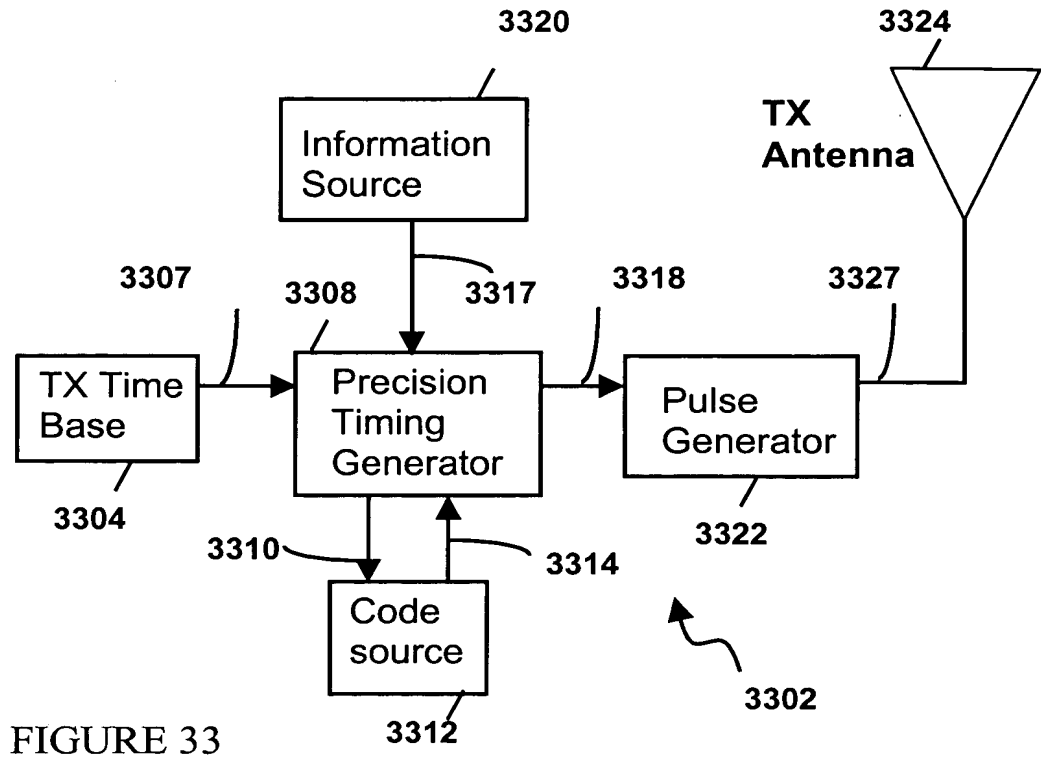 3320
3324
Information
Source
TX
Antenna
3307
3308
3317
3318
3327
TX Time
Base
Precision
Timing
Generator
Pulse
Generator
3304
3310
3314
3322
Code
source
3302
3312
FIGURE 33